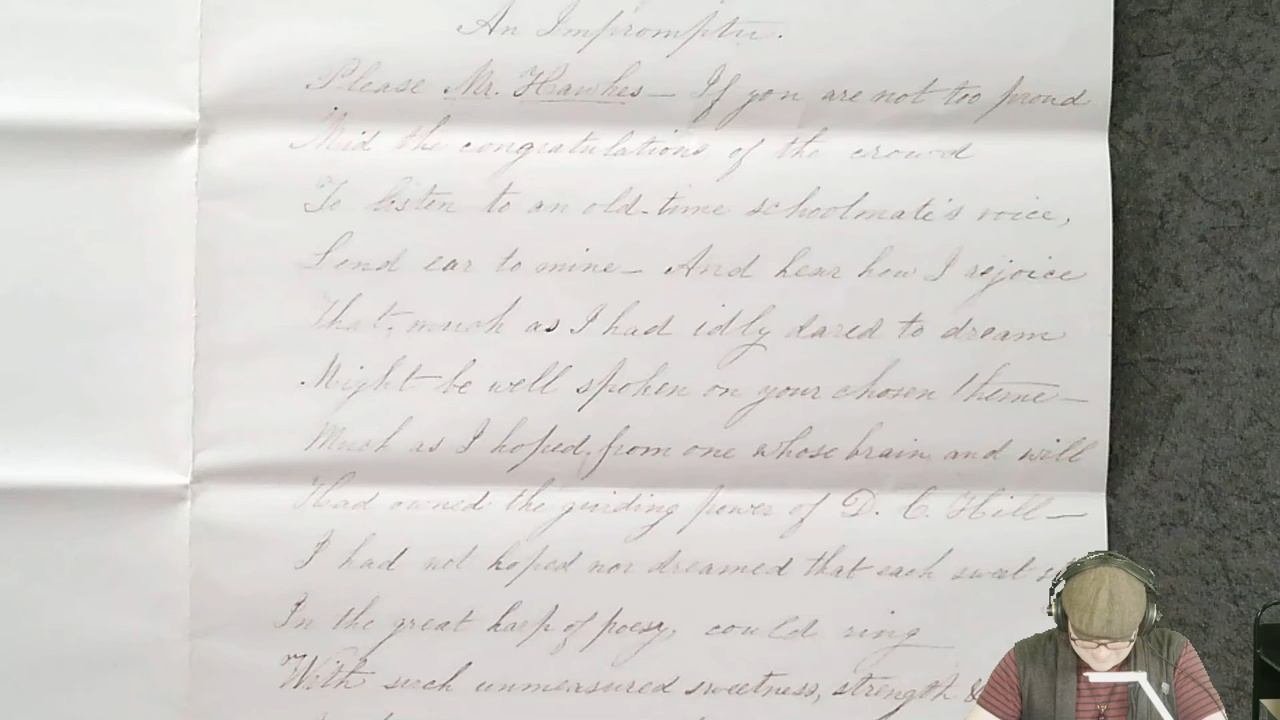 An Impromptu.
Please Mr. Hawkes — If you are not too proud
Mid the congratulations of the crowd
To listen to an old-time schoolmate's voice,
Lend ear to mine — And hear how I rejoice
That, much as I had idly dared to dream
Might be well spoken on your chosen theme —
Much as I hoped, from one whose brain and will
Had owned the guiding power of D. C. Hill —
I had not hoped nor dreamed that each sweet
In the great harp of poesy, could ring
With such unmeasured sweetness, strength &